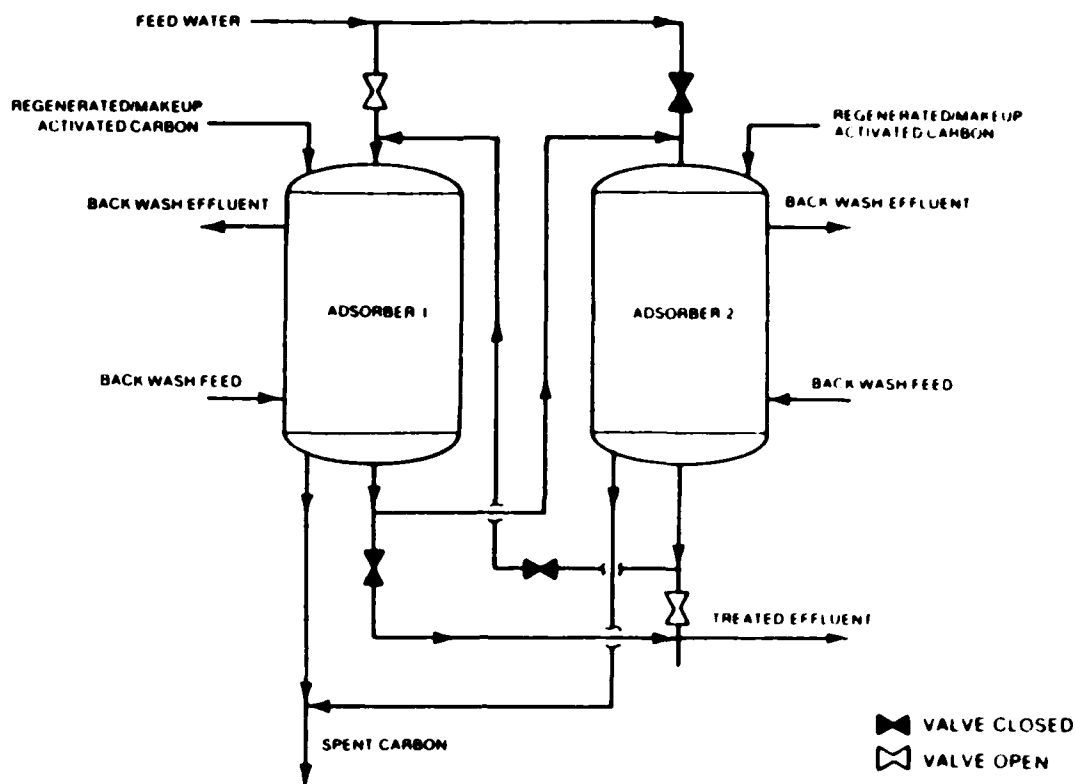 FEED WATER
REGENERATED/MAKEUP
ACTIVATED CARBON
REGENERATED/MAKEUP
ACTIVATED CARBON
BACK WASH EFFLUENT
BACK WASH EFFLUENT
ADSORBER 1
ADSORBER 2
BACK WASH FEED
BACK WASH FEED
TREATED EFFLUENT
SPENT CARBON
VALVE CLOSED
VALVE OPEN